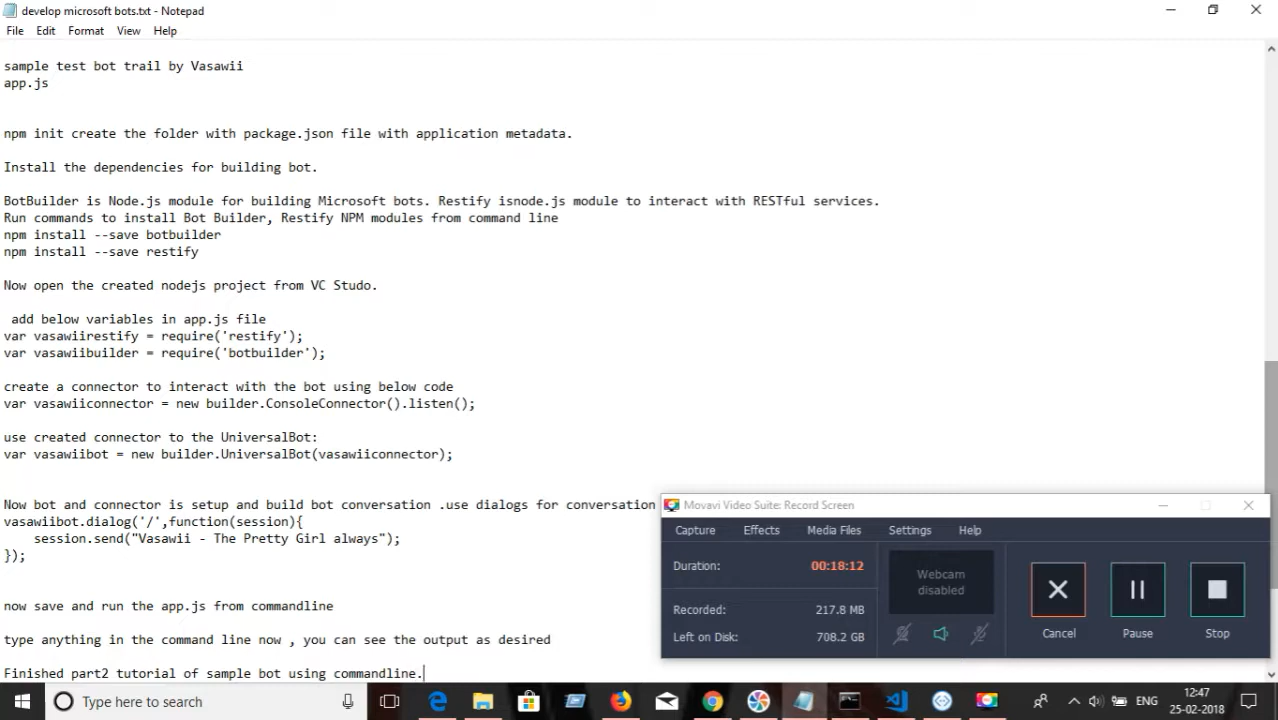 develop microsoft bots.txt - Notepad
File Edit Format View Help
sample test bot trail by Vasawii
app.js
npm init create the folder with package.json file with application metadata.
Install the dependencies for building bot.
BotBuilder is Node.js module for building Microsoft bots. Restify isnode.js module to interact with RESTful services.
Run commands to install Bot Builder, Restify NPM modules from command line
npm install --save botbuilder
npm install --save restify
Now open the created nodejs project from VC Studo.
add below variables in app.js file
var vasawiirestify = require('restify');
var vasawiibuilder = require('botbuilder');
create a connector to interact with the bot using below code
var vasawiiconnector = new builder.ConsoleConnector().listen();
use created connector to the UniversalBot:
var vasawiibot = new builder.UniversalBot(vasawiiconnector);
Now bot and connector is setup and build bot conversation .use dialogs for conversation
vasawiibot.dialog('/',function(session){
session.send("Vasawii - The Pretty Girl always");
});
now save and run the app.js from commandline
type anything in the command line now , you can see the output as desired
Finished part2 tutorial of sample bot using commandline.
Movavi Video Suite: Record Screen
Capture Effects Media Files Settings Help
Duration: 00:18:12
Recorded: 217.8 MB
Left on Disk: 708.2 GB
Webcam
disabled
Cancel Pause Stop
Type here to search
ENG
12:47
25-02-2018